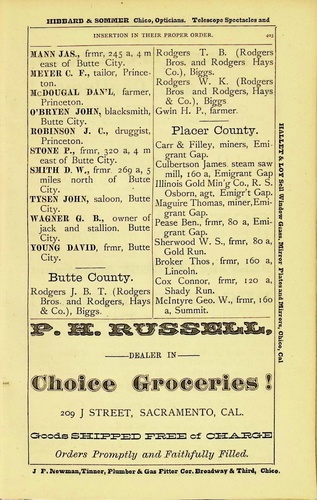 HIBBARD & SOMMER Chico, Opticians. Telescope Spectacles and
INSERTION IN THEIR PROPER ORDER.
MANN JAS., frmr, 245 a, 4 m
east of Butte City.
MEYER C. F., tailor, Prince-
ton.
McDOUGAL DAN'L, farmer,
Princeton.
O'BRYEN JOHN, blacksmith,
Butte City.
ROBINSON J. C., druggist,
Princeton.
STONE P., frmr, 320 a, 4 m
east of Butte City.
SMITH D. W., frmr. 269 a, 5
miles north of Butte
City.
TYSEN JOHN, saloon, Butte
City.
WAGNER G. B., owner of
jack and stallion. Butte
City.
YOUNG DAVID, frmr, Butte
City.
Butte County.
Rodgers J. B. T. (Rodgers
Bros. and Rodgers, Hays
& Co.), Biggs.
Rodgers T. B. (Rodgers
Bros. and Rodgers Hays
Co.), Biggs.
Rodgers W. K. (Rodgers
Bros and Rodgers, Hays
& Co.), Biggs
Gwin H. P., farmer.
Placer County.
Carr & Filley, miners, Emi-
grant Gap.
Culbertson James. steam saw
mill, 160 a, Emigrant Gap
Illinois Gold Min'g Co., R. S.
Osborn, agt, Emigr't Gap
Maguire Thomas, miner, Emi-
grant Gap.
Pease Ben., frmr, 80 a, Emi-
grant Gap.
Sherwood W. S., frmr, 80 a,
Gold Run.
Broker Thos, frmr, 160 a,
Lincoln.
Cox Connor, frmr, 120 a,
Shady Run.
McIntyre Geo. W., frmr, 160
a, Summit.
HALLET & LOY Sell Window Glass, Mirror Plates and Mirrors, Chico, Cal
P. H. RUSSELL,
DEALER IN
Choice Groceries!
209 J STREET, SACRAMENTO, CAL.
Goods SHIPPED FREE of CHARGE
Orders Promptly and Faithfully Filled.
J F. Newman, Tinner, Plumber & Gas Fitter Cor. Broadway & Third, Chico.